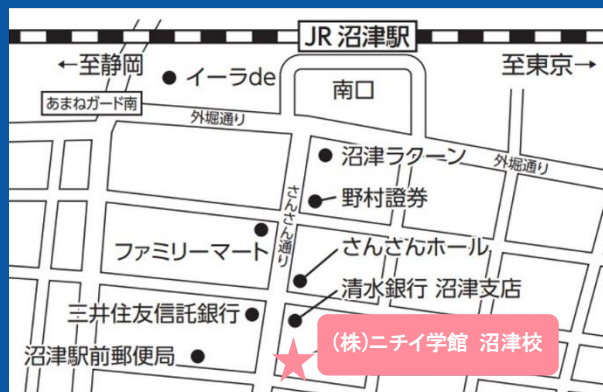 JR 沼津駅
←至静岡
至東京→
イーラde
南口
あまねガード南
外堀通り
沼津ラクーン
外堀通り
野村證券
さんさん通り
ファミリーマート
さんさんホール
清水銀行 沼津支店
三井住友信託銀行
(株)ニチイ学館 沼津校
沼津駅前郵便局